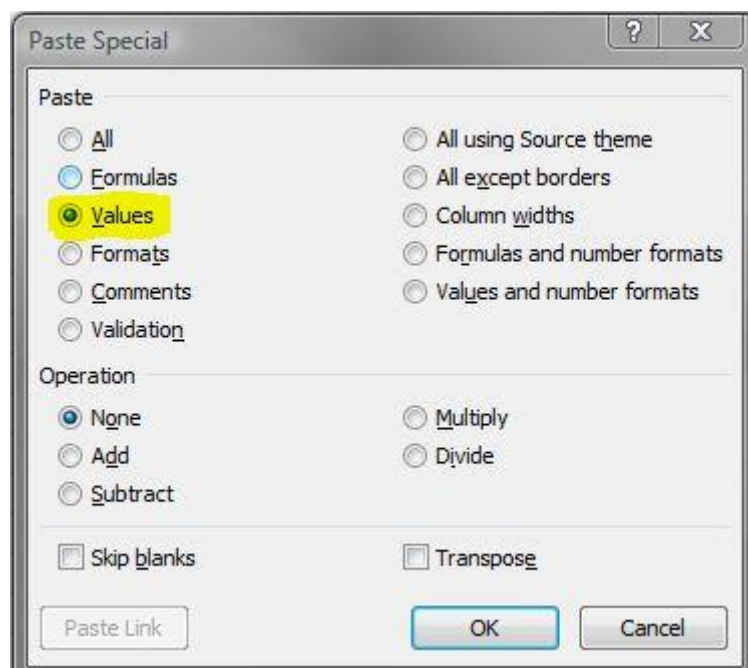 Paste Special
Paste
All
All using Source theme
Formulas
All except borders
Values
Column widths
Formats
Formulas and number formats
Comments
Values and number formats
Validation
Operation
None
Multiply
Add
Divide
Subtract
Skip blanks
Transpose
Paste Link
OK
Cancel